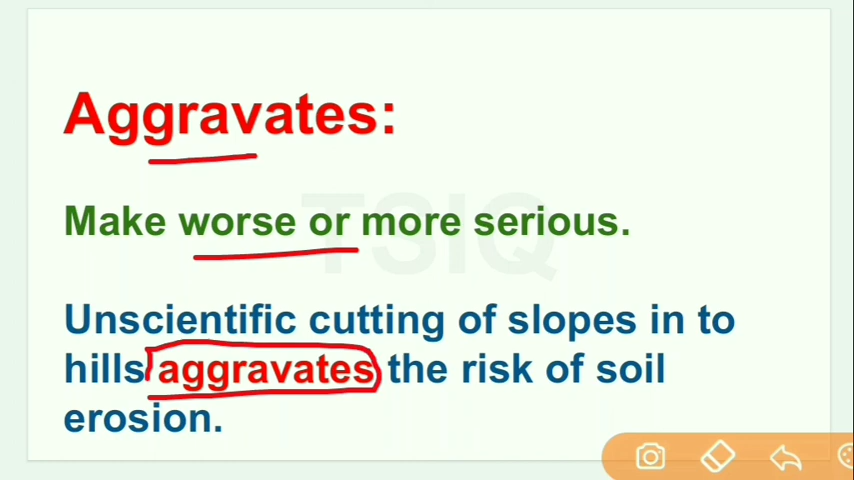 Aggravates:
TSIQ
Make worse or more serious.
Unscientific cutting of slopes in to
hills aggravates the risk of soil
erosion.